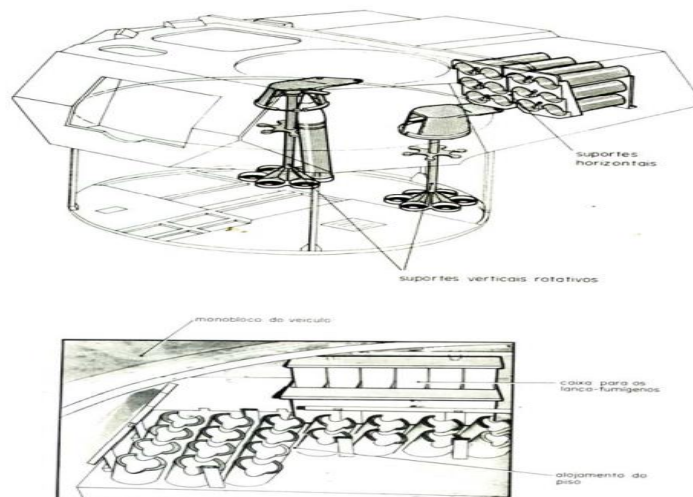 suportes
horizontais
suportes verticais rotativos
monobloco do veículo
caixa para os
lança-fumígenos
alojamento do
piso